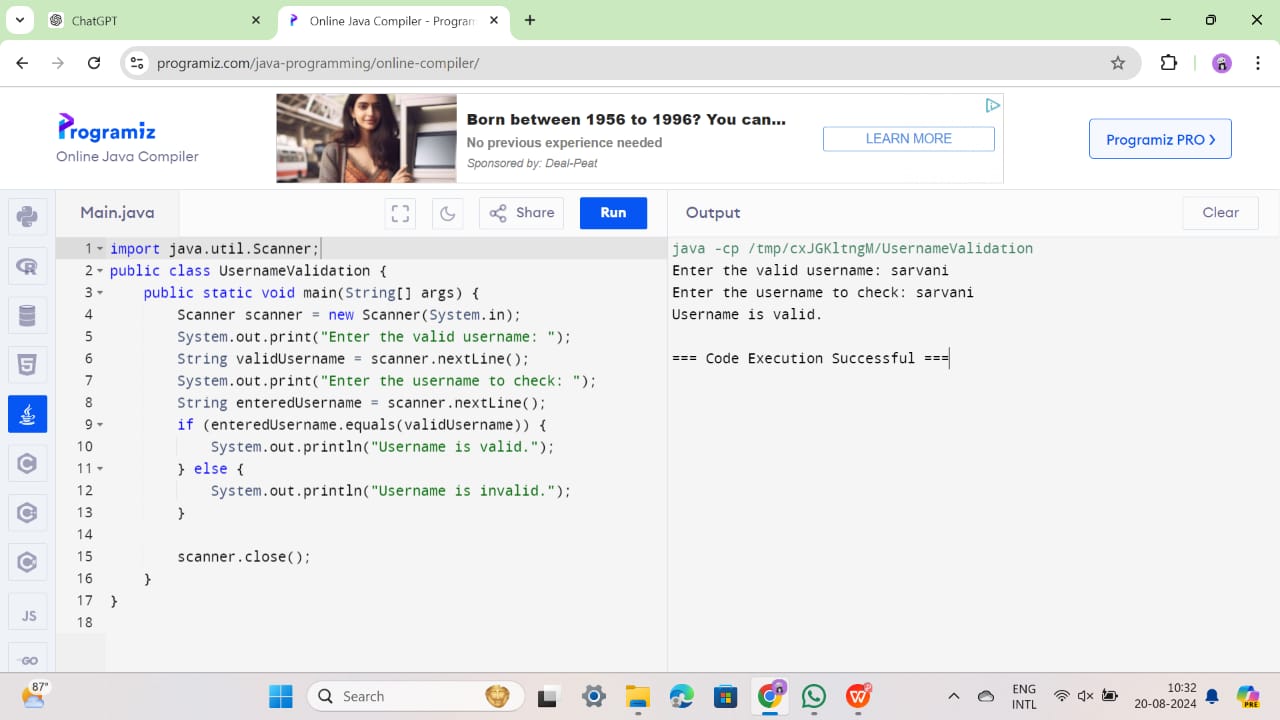 ChatGPT
Online Java Compiler - Program
programiz.com/java-programming/online-compiler/
Programiz
Online Java Compiler
Born between 1956 to 1996? You can...
No previous experience needed
Sponsored by: Deal-Peat
LEARN MORE
Programiz PRO
Main.java
Share
Run
Output
Clear
1 import java.util.Scanner;
2 public class UsernameValidation {
3 public static void main(String[] args) {
4 Scanner scanner = new Scanner(System.in);
5 System.out.print("Enter the valid username: ");
6 String validUsername = scanner.nextLine();
7 System.out.print("Enter the username to check: ");
8 String enteredUsername = scanner.nextLine();
9 if (enteredUsername.equals(validUsername)) {
10 System.out.println("Username is valid.");
11 } else {
12 System.out.println("Username is invalid.");
13 }
14
15 scanner.close();
16 }
17 }
18
java -cp /tmp/cxJGKltngM/UsernameValidation
Enter the valid username: sarvani
Enter the username to check: sarvani
Username is valid.
=== Code Execution Successful ===
JS
GO
87°
Search
ENG
INTL
10:32
20-08-2024
PRE